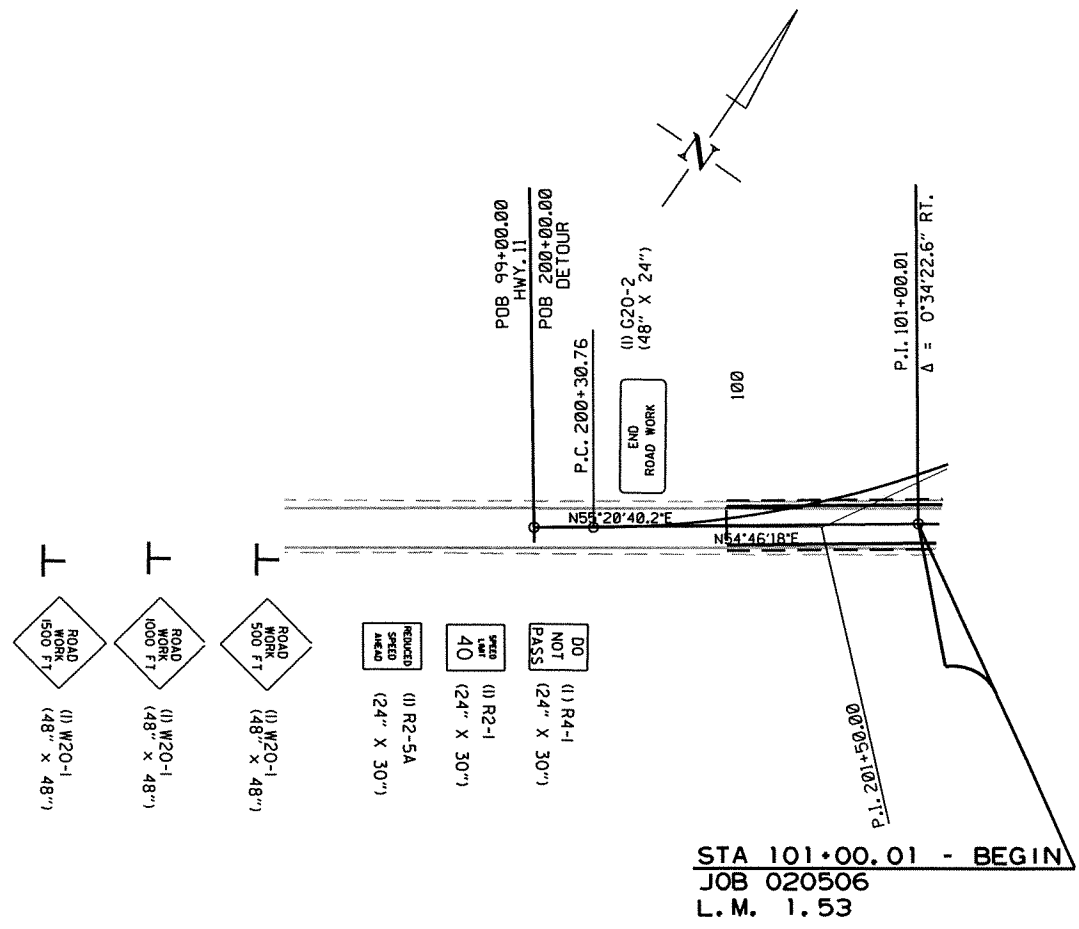 N
POB 99+00.00
HWY. 11
POB 200+00.00
DETOUR
P.C. 200+30.76
(1) G20-2
(48" X 24")
END
ROAD WORK
100
P.I. 101+00.01
Δ = 0°34'22.6" RT.
N55°20'40.2"E
N54°46'18"E
ROAD
WORK
1500 FT
(1) W20-1
(48" X 48")
ROAD
WORK
1000 FT
(1) W20-1
(48" X 48")
ROAD
WORK
500 FT
(1) W20-1
(48" X 48")
REDUCED
SPEED
AHEAD
(1) R2-5A
(24" X 30")
SPEED
LIMIT
40
(1) R2-1
(24" X 30")
DO
NOT
PASS
(1) R4-1
(24" X 30")
P.I. 201+50.00
STA 101+00.01 - BEGIN
JOB 020506
L.M. 1.53